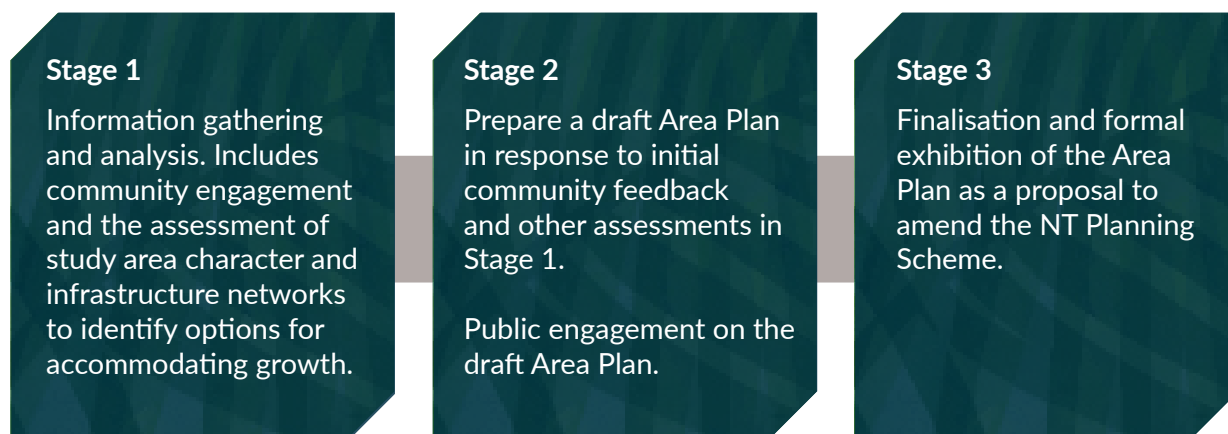 Stage 1
Information gathering
and analysis. Includes
community engagement
and the assessment of
study area character and
infrastructure networks
to identify options for
accommodating growth.
Stage 2
Prepare a draft Area Plan
in response to initial
community feedback
and other assessments in
Stage 1.
Public engagement on the
draft Area Plan.
Stage 3
Finalisation and formal
exhibition of the Area
Plan as a proposal to
amend the NT Planning
Scheme.